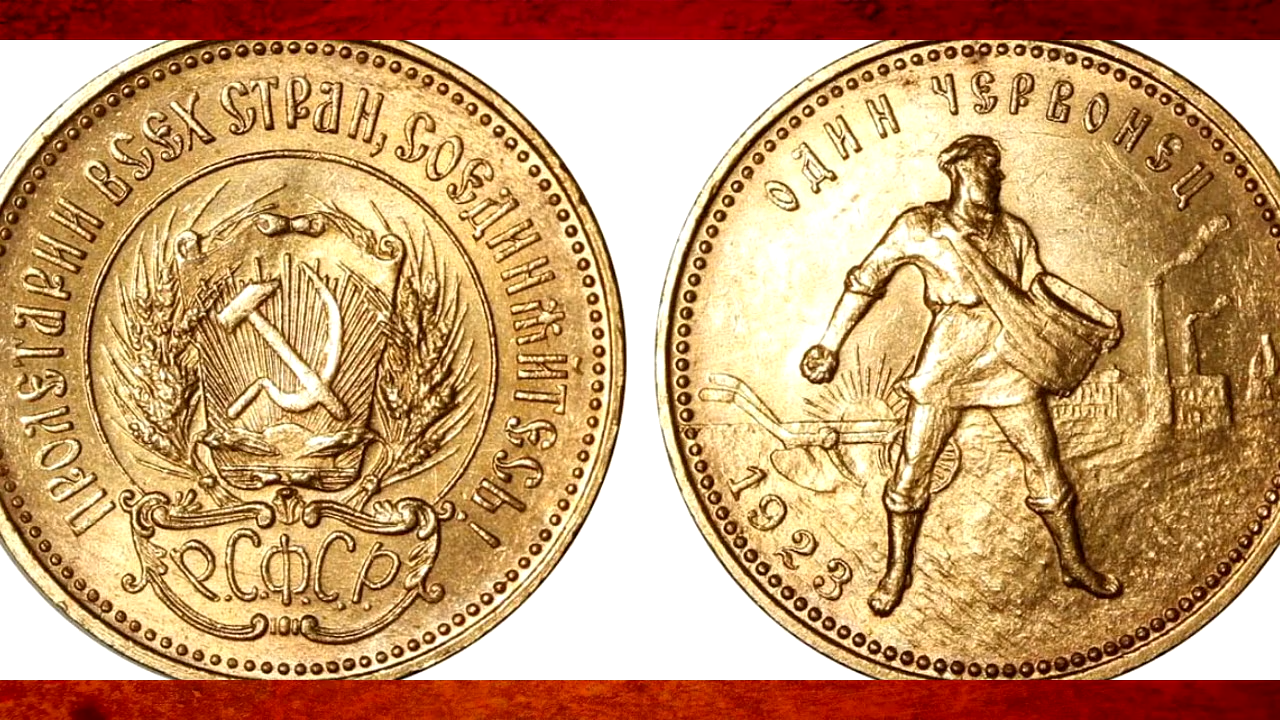 ПРОЛЕТАРИИ ВСЕХ СТРАН, СОЕДИНЯЙТЕСЬ!
Р.С.Ф.С.Р.
ОДИН ЧЕРВОНЕЦ
1923